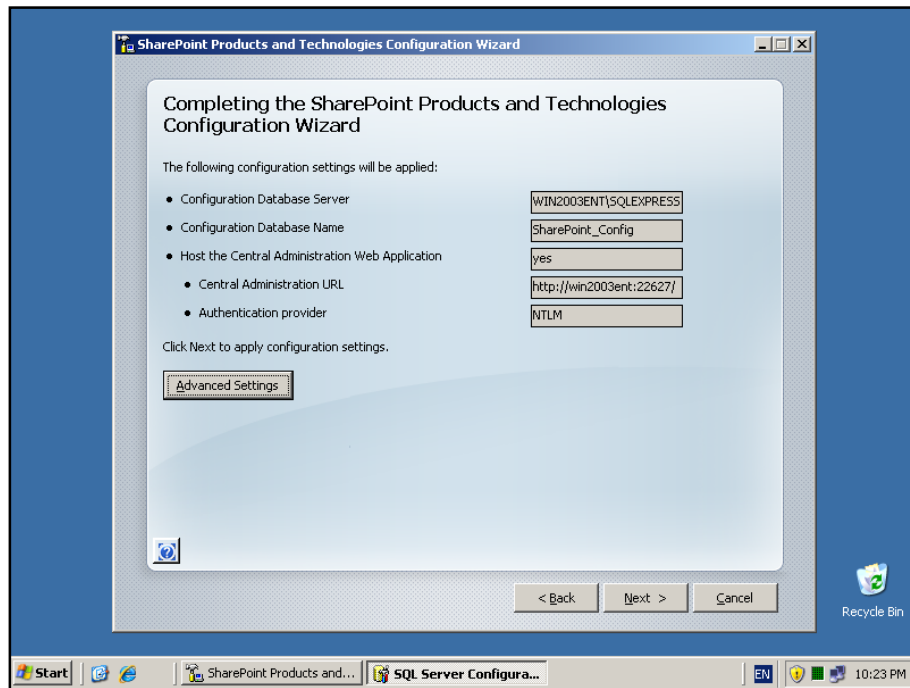 SharePoint Products and Technologies Configuration Wizard
Completing the SharePoint Products and Technologies
Configuration Wizard
The following configuration settings will be applied:
Configuration Database Server WIN2003ENT\SQLEXPRESS
Configuration Database Name SharePoint_Config
Host the Central Administration Web Application yes
Central Administration URL http://win2003ent:22627/
Authentication provider NTLM
Click Next to apply configuration settings.
Advanced Settings
< Back Next > Cancel
Recycle Bin
Start SharePoint Products and... SQL Server Configura... EN 10:23 PM